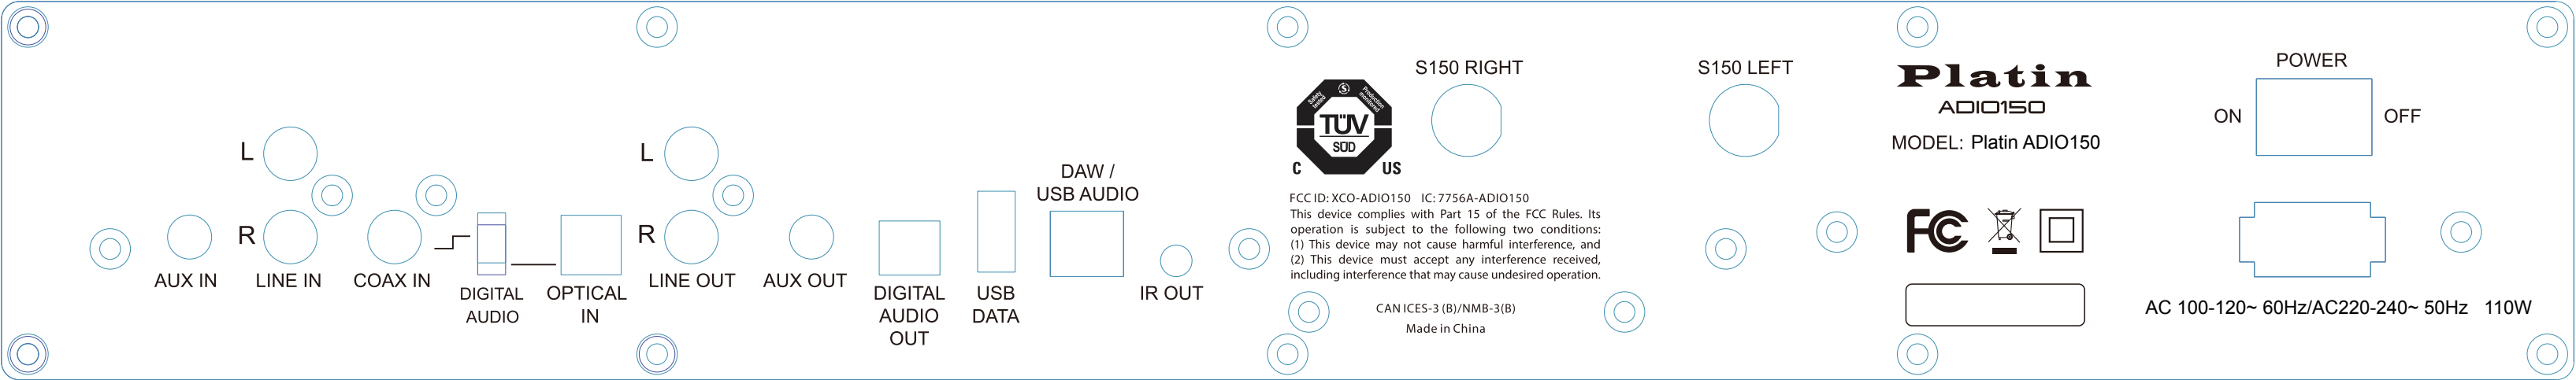 L
R
AUX IN
LINE IN
COAX IN
DIGITAL
AUDIO
OPTICAL
IN
L
R
LINE OUT
AUX OUT
DIGITAL
AUDIO
OUT
USB
DATA
DAW /
USB AUDIO
IR OUT
Safety
tested
S
Production
monitored
TÜV
SÜD
C US
S150 RIGHT
S150 LEFT
FCC ID: XCO-ADIO150 IC: 7756A-ADIO150
This device complies with Part 15 of the FCC Rules. Its
operation is subject to the following two conditions:
(1) This device may not cause harmful interference, and
(2) This device must accept any interference received,
including interference that may cause undesired operation.
CAN ICES-3 (B)/NMB-3(B)
Made in China
Platin
ADIO150
MODEL: Platin ADIO150
FC
POWER
ON
OFF
AC 100-120~ 60Hz/AC220-240~ 50Hz 110W